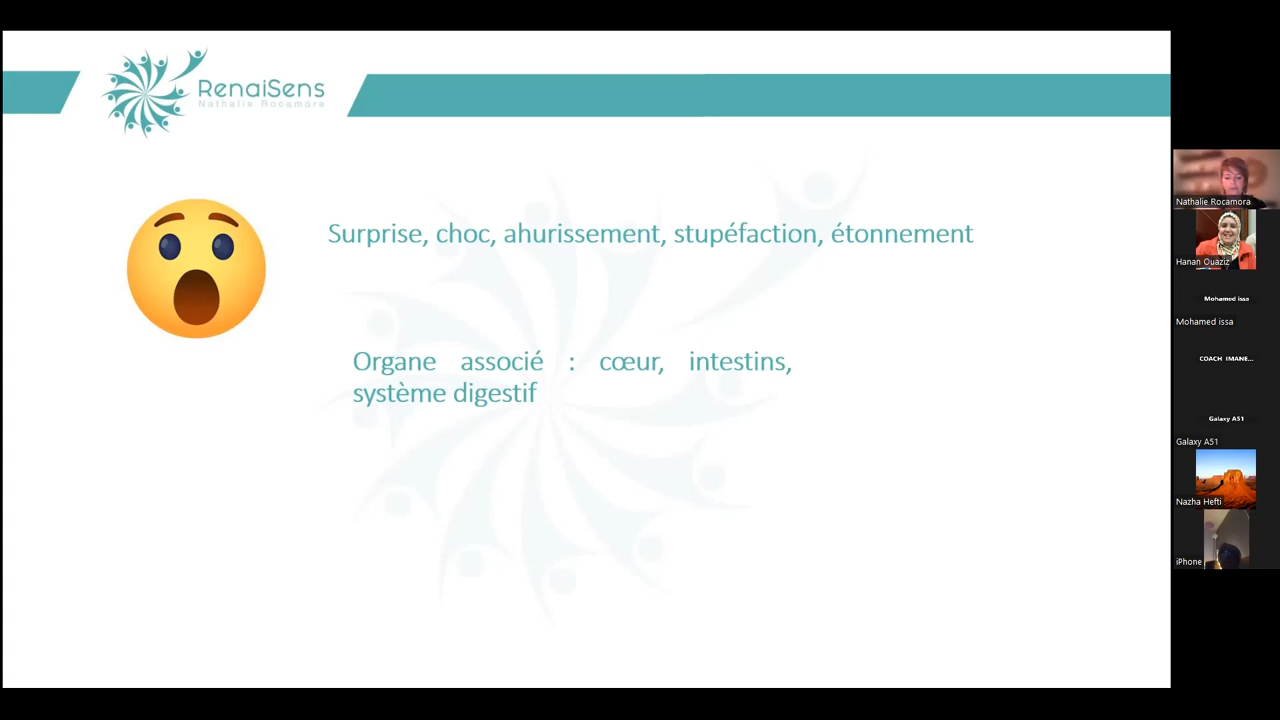 RenaiSens
Nathalie Rocamora
Surprise, choc, ahurissement, stupéfaction, étonnement
Organe associé : cœur, intestins,
système digestif
Nathalie Rocamora
Hanan Ouaziz
Mohamed issa
Mohamed issa
COACH IMANE...
Galaxy A51
Galaxy A51
Nazha Hefti
iPhone